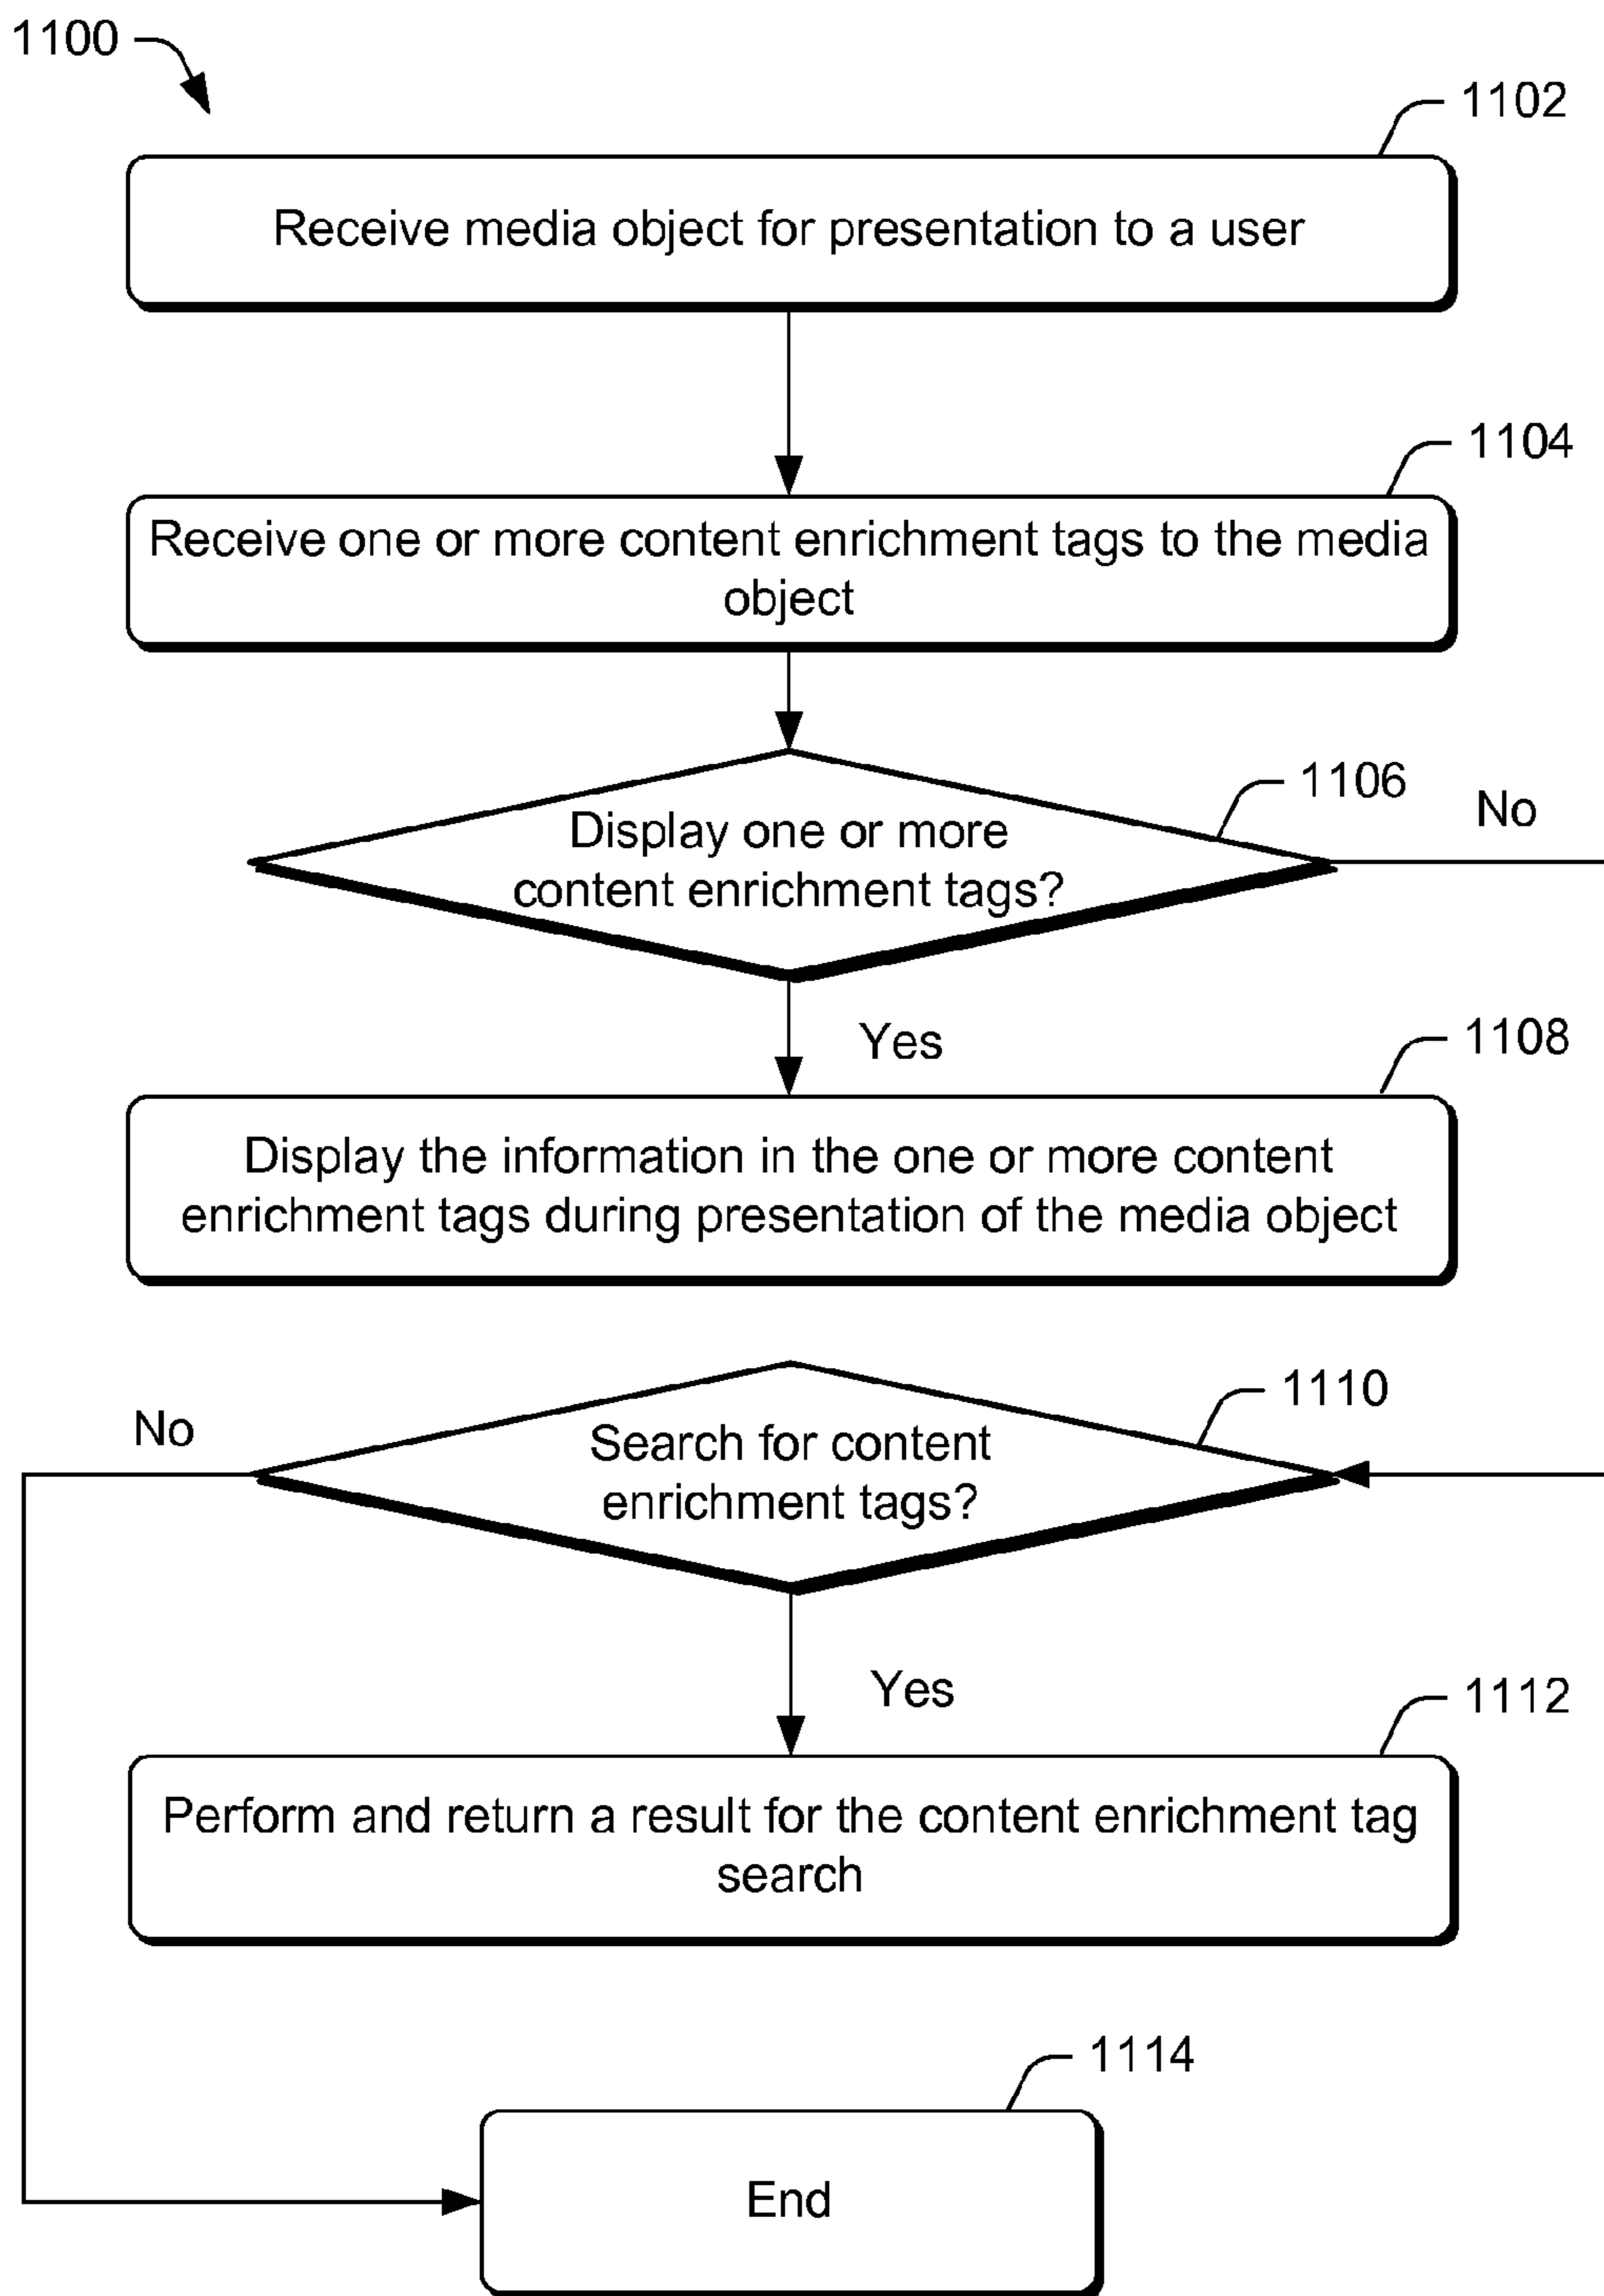 1100
1102
Receive media object for presentation to a user
1104
Receive one or more content enrichment tags to the media
object
1106
No
Display one or more
content enrichment tags?
Yes
1108
Display the information in the one or more content
enrichment tags during presentation of the media object
1110
No
Search for content
enrichment tags?
Yes
1112
Perform and return a result for the content enrichment tag
search
1114
End